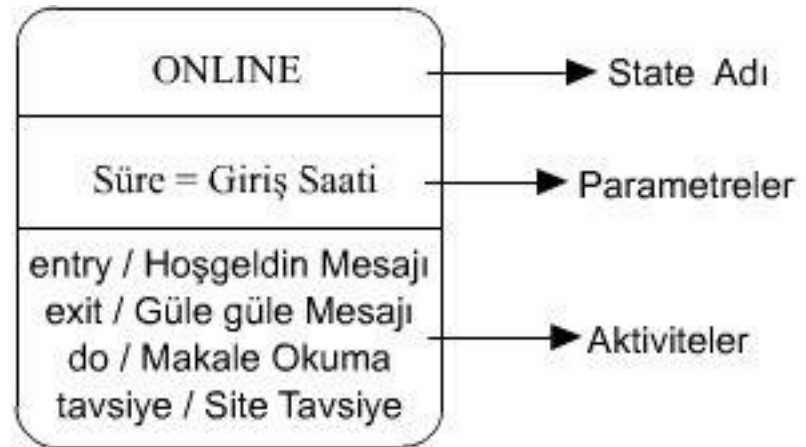 ONLINE
State Adı
Süre = Giriş Saati
Parametreler
entry / Hoşgeldin Mesajı
exit / Güle güle Mesajı
do / Makale Okuma
tavsiye / Site Tavsiye
Aktiviteler